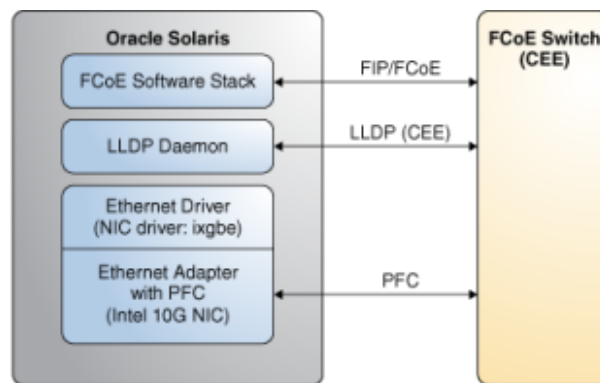 Oracle Solaris
FCoE Software Stack
LLDP Daemon
Ethernet Driver
(NIC driver: ixgbe)
Ethernet Adapter
with PFC
(Intel 10G NIC)
FIP/FCoE
LLDP (CEE)
PFC
FCoE Switch
(CEE)